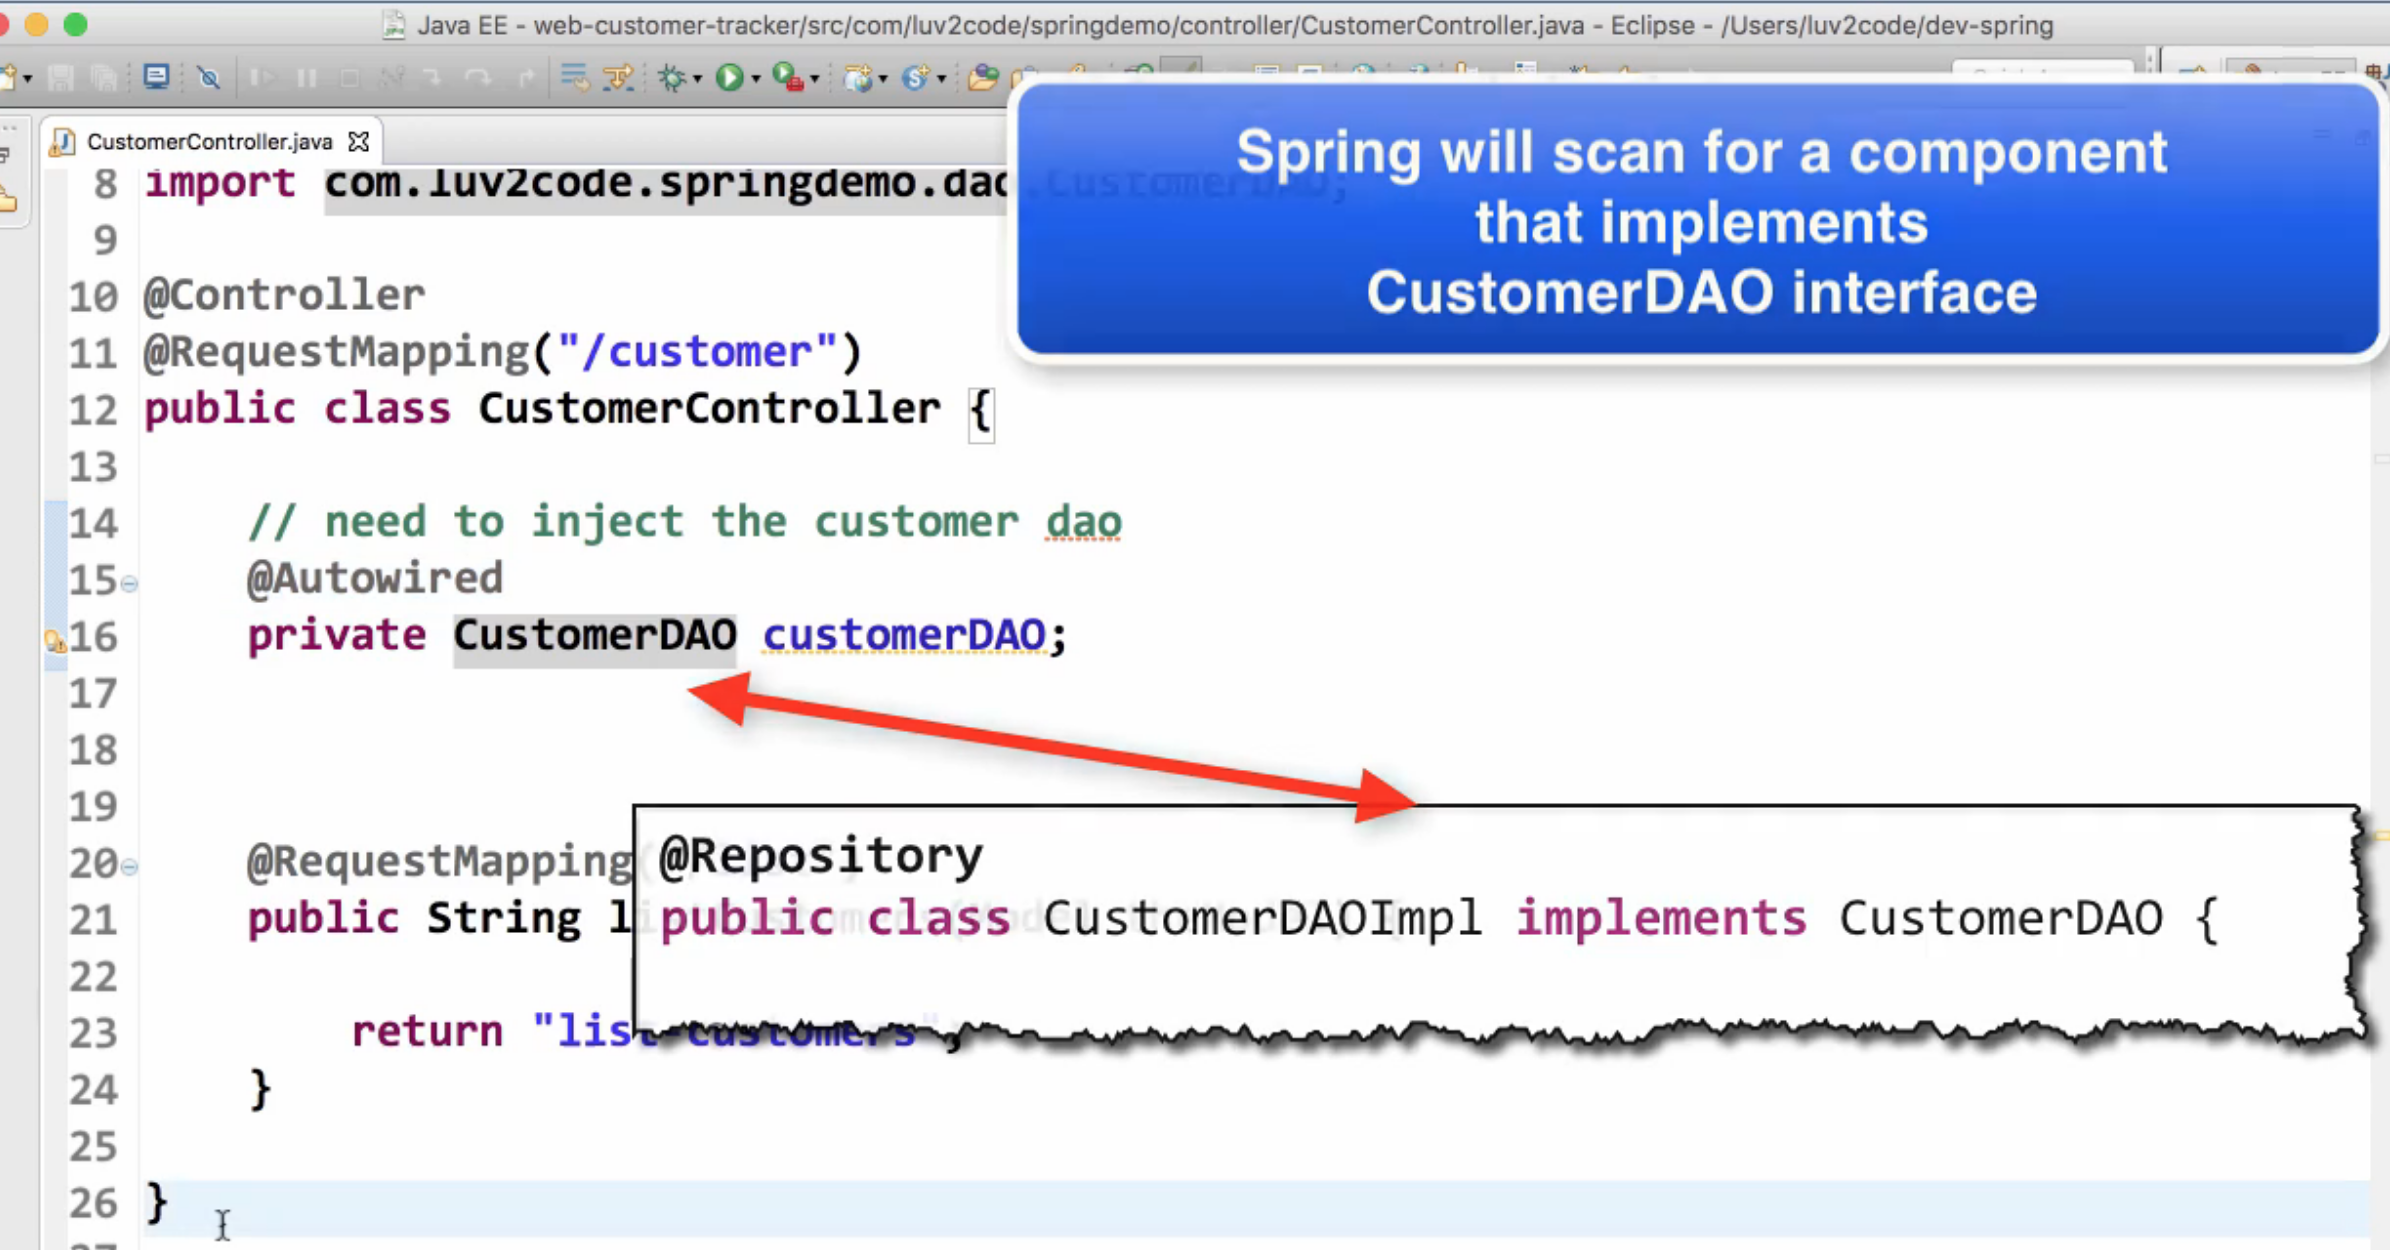 Java EE - web-customer-tracker/src/com/luv2code/springdemo/controller/CustomerController.java - Eclipse - /Users/luv2code/dev-spring
CustomerController.java
Spring will scan for a component
that implements
CustomerDAO interface
8 import com.luv2code.springdemo.dao.CustomerDAO;
9
10 @Controller
11 @RequestMapping("/customer")
12 public class CustomerController {
13
14 // need to inject the customer dao
15 @Autowired
16 private CustomerDAO customerDAO;
17
18
19
20 @RequestMapping
21 public String l
@Repository
public class CustomerDAOImpl implements CustomerDAO {
22
23 return "list-customers";
24 }
25
26 }